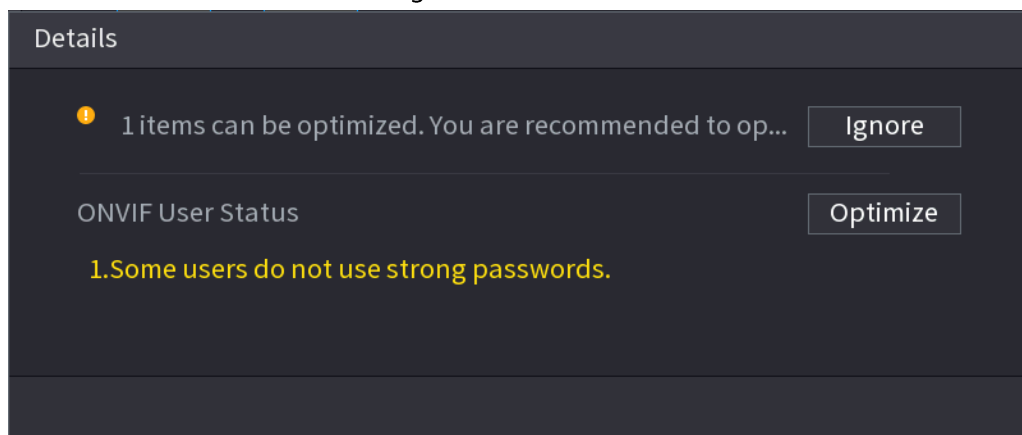 Details
1 items can be optimized. You are recommended to op... Ignore
ONVIF User Status Optimize
1.Some users do not use strong passwords.